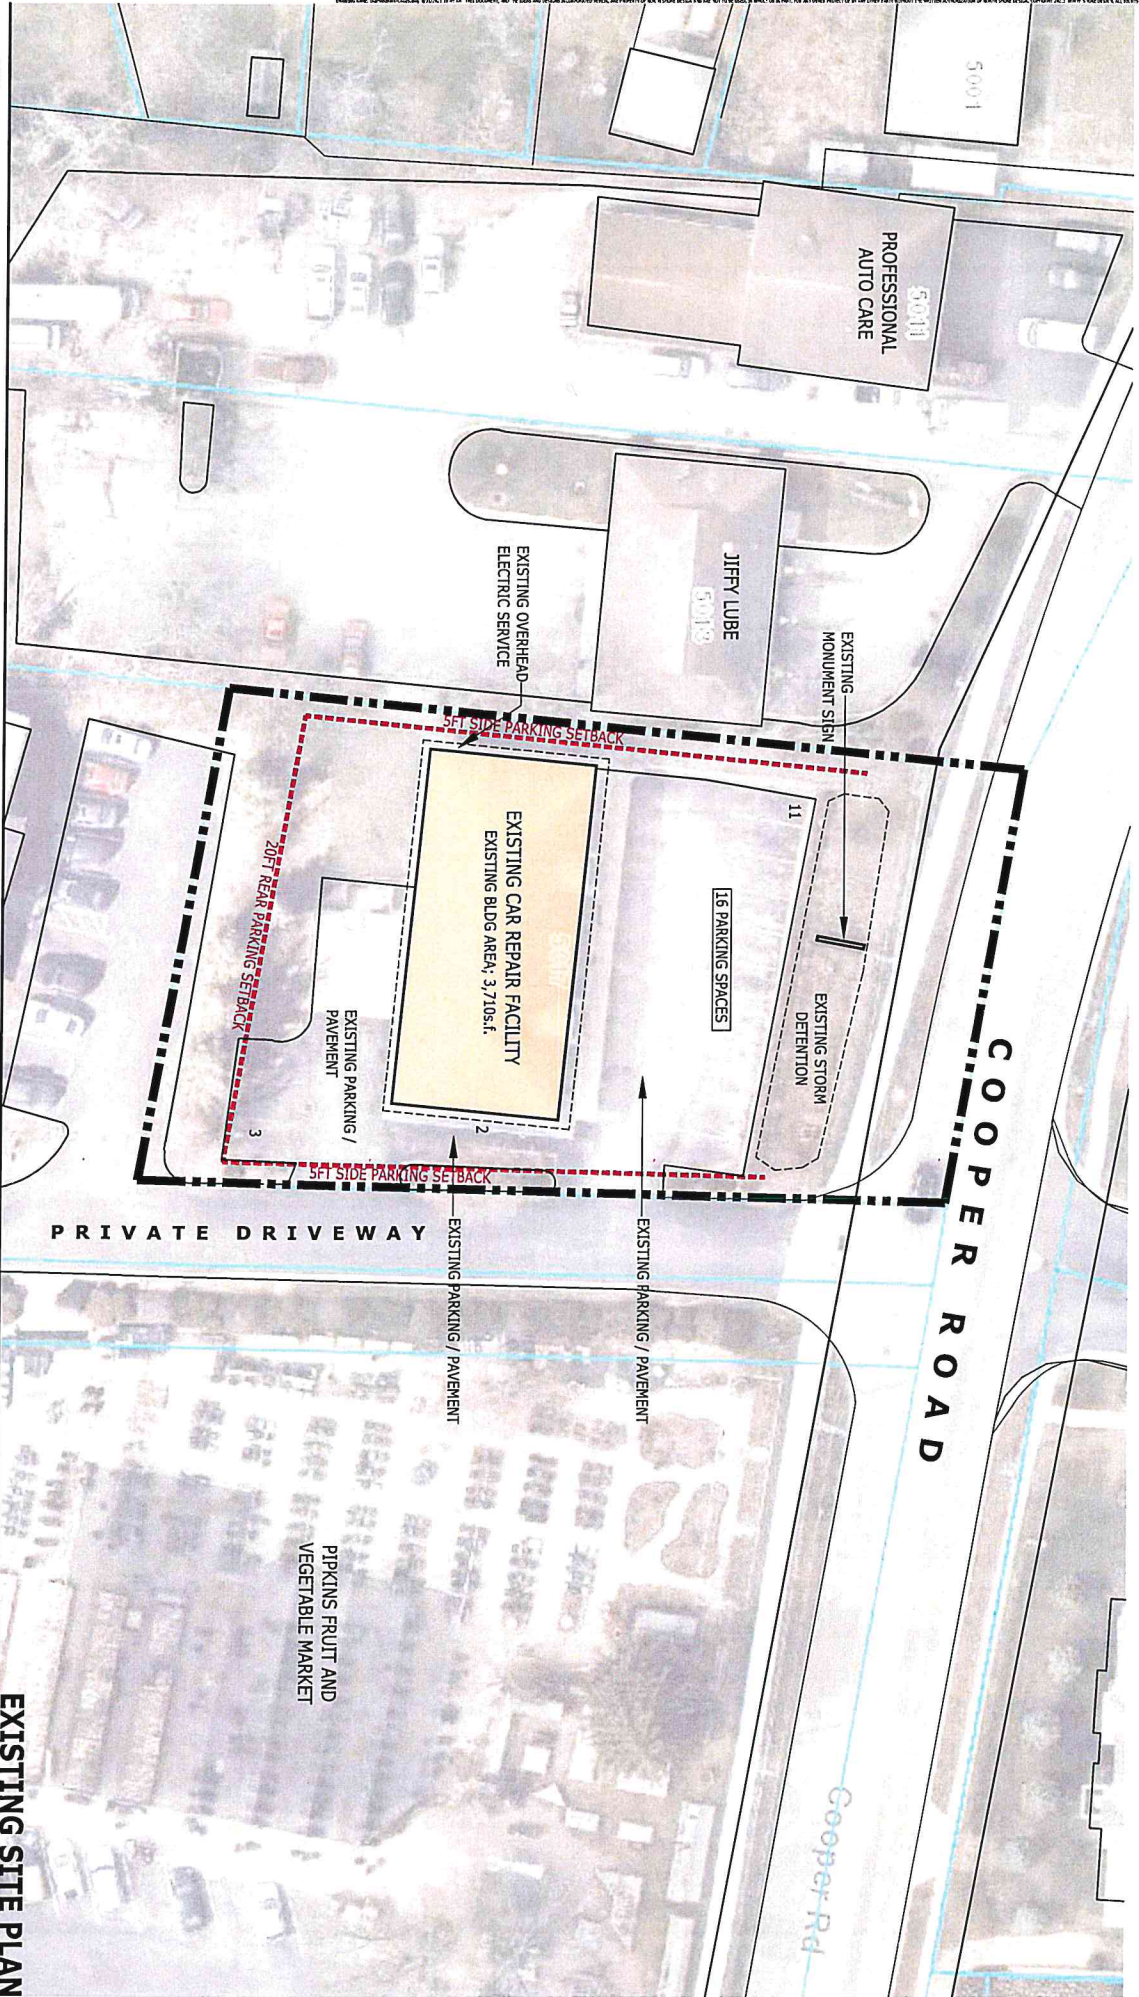 5001
PROFESSIONAL
AUTO CARE
5011
JIFFY LUBE
5013
EXISTING
MONUMENT SIGN
EXISTING OVERHEAD
ELECTRIC SERVICE
5FT SIDE PARKING SETBACK
11
16 PARKING SPACES
EXISTING STORM
DETENTION
EXISTING CAR REPAIR FACILITY
EXISTING BLDG AREA; 3,710s.f.
20FT REAR PARKING SETBACK
EXISTING PARKING /
PAVEMENT
3
2
5FT SIDE PARKING SETBACK
COOPER ROAD
PRIVATE DRIVEWAY
EXISTING PARKING / PAVEMENT
EXISTING PARKING / PAVEMENT
PIPKINS FRUIT AND
VEGETABLE MARKET
Cooper Rd
EXISTING SITE PLAN